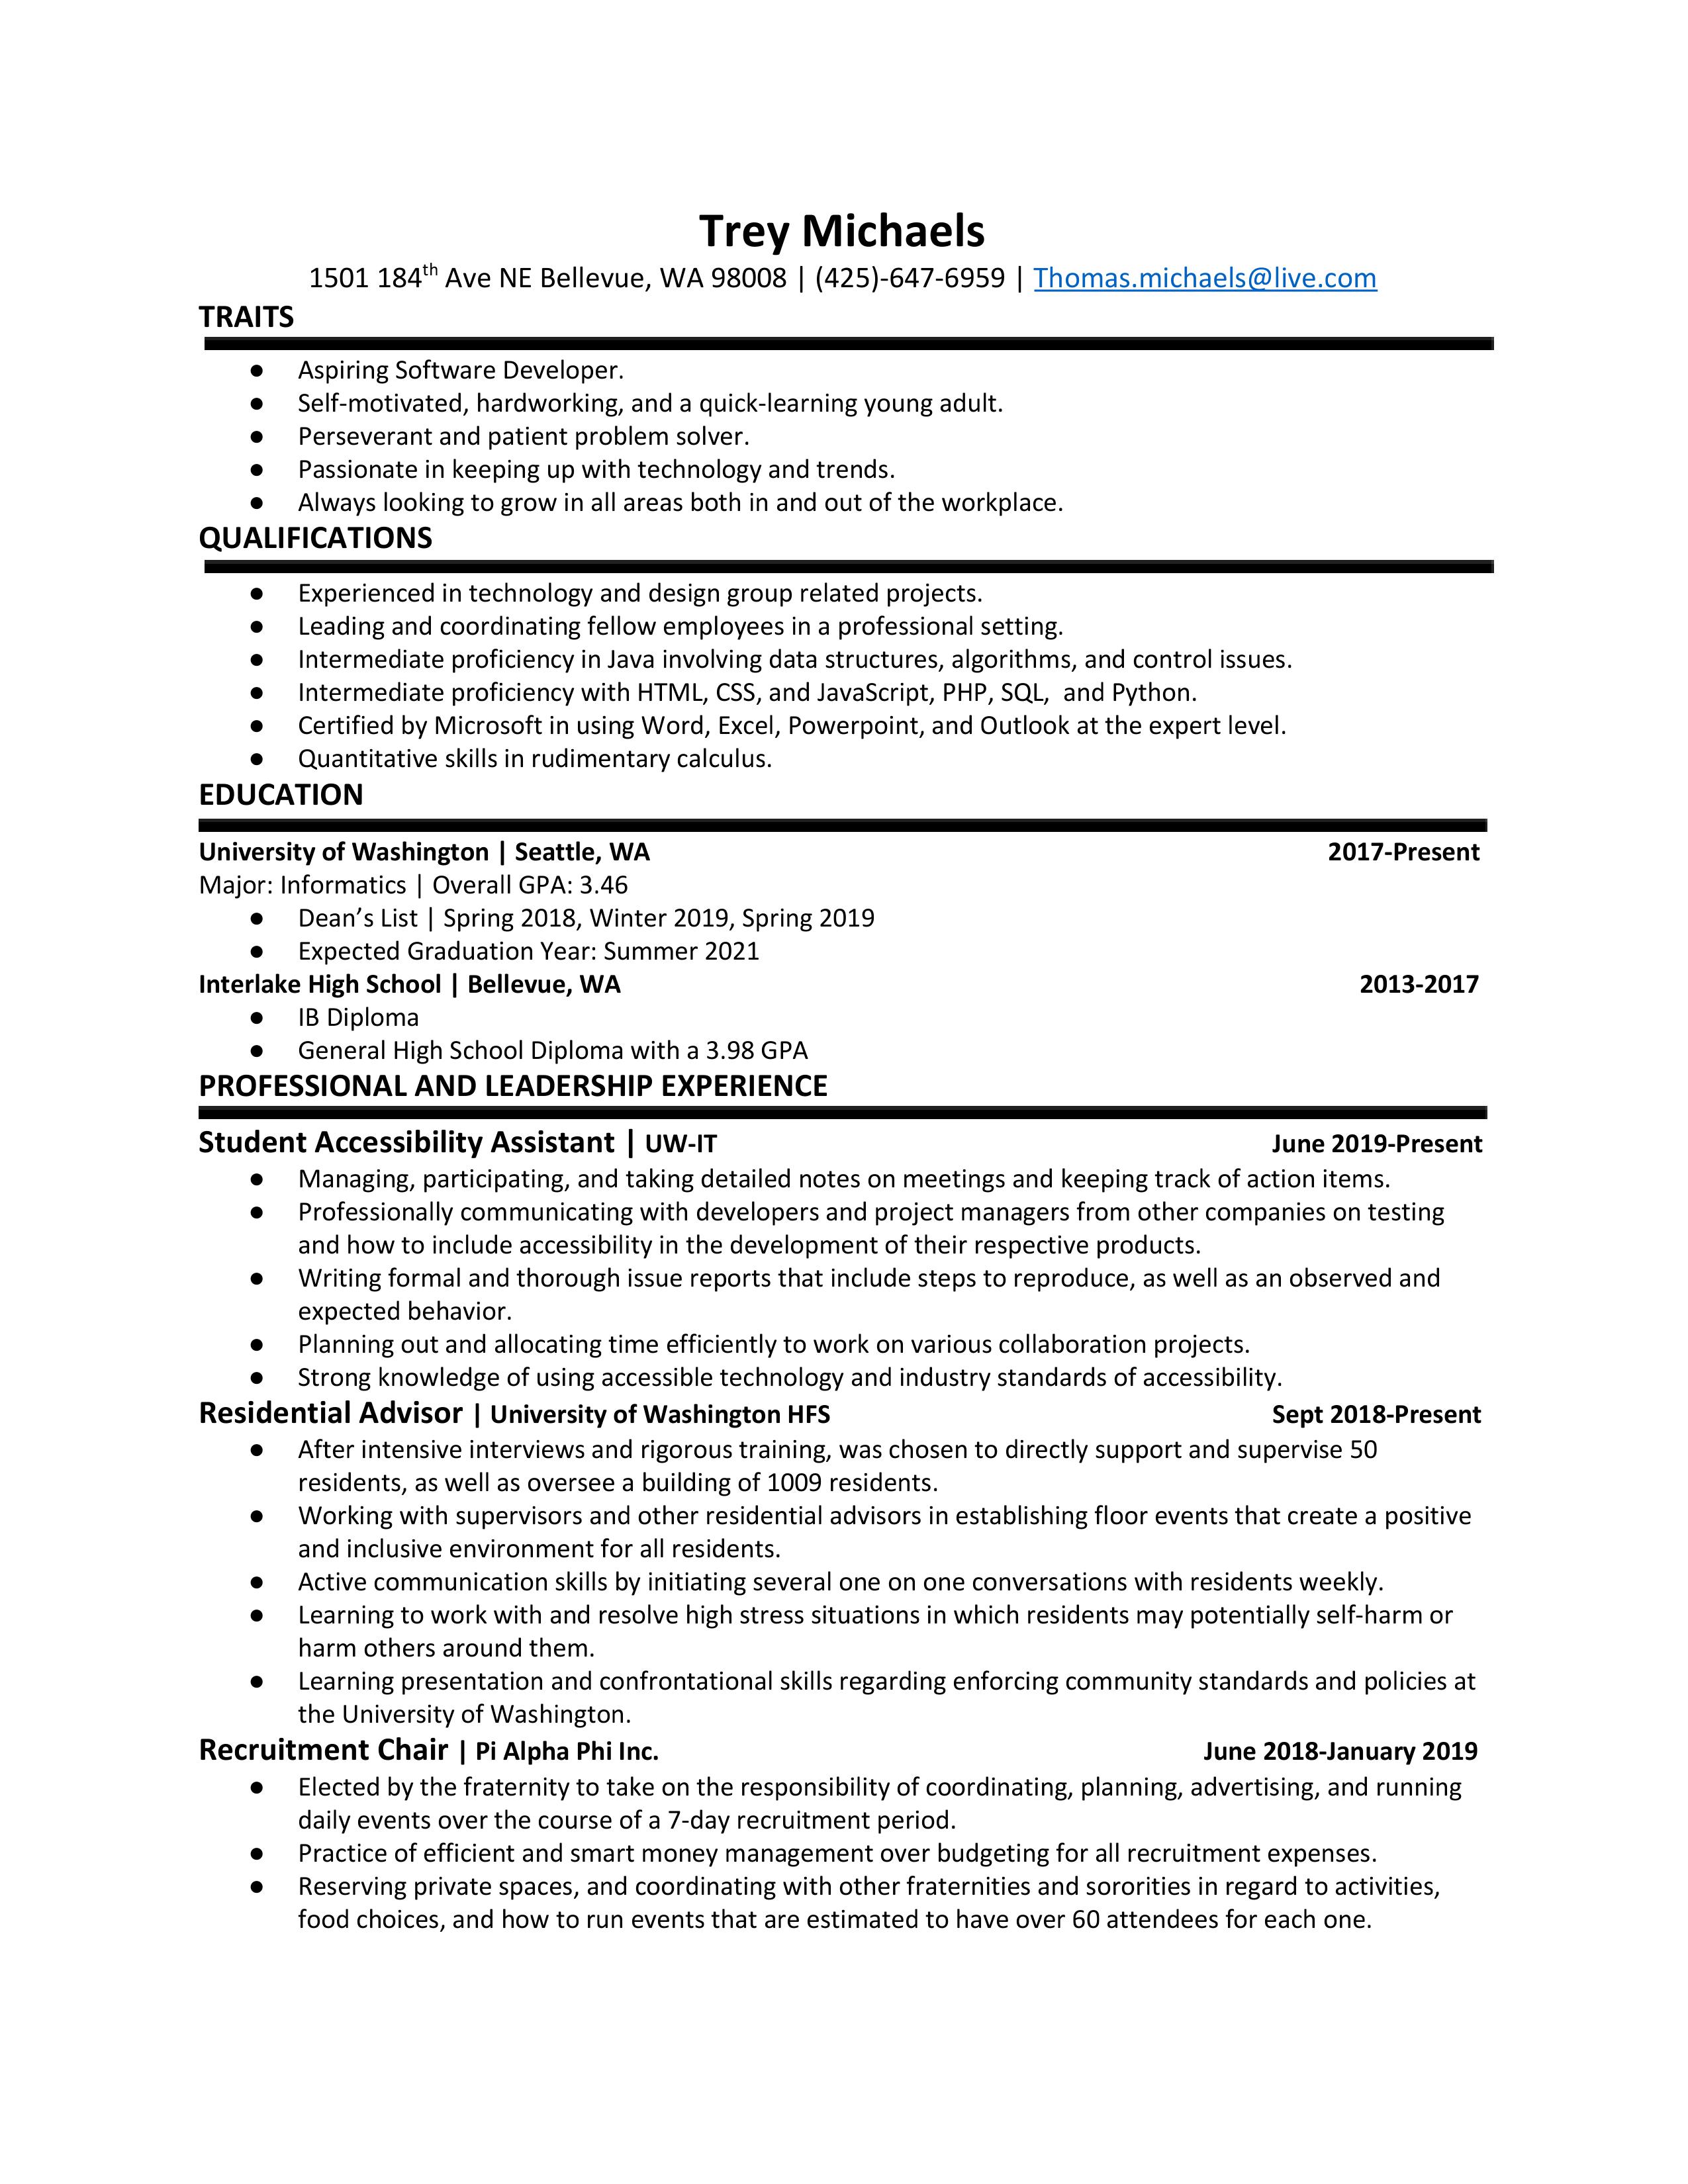 Trey Michaels
1501 184th Ave NE Bellevue, WA 98008 | (425)-647-6959 | Thomas.michaels@live.com
TRAITS
● Aspiring Software Developer.
● Self-motivated, hardworking, and a quick-learning young adult.
● Perseverant and patient problem solver.
● Passionate in keeping up with technology and trends.
● Always looking to grow in all areas both in and out of the workplace.
QUALIFICATIONS
● Experienced in technology and design group related projects.
● Leading and coordinating fellow employees in a professional setting.
● Intermediate proficiency in Java involving data structures, algorithms, and control issues.
● Intermediate proficiency with HTML, CSS, and JavaScript, PHP, SQL,  and Python.
● Certified by Microsoft in using Word, Excel, Powerpoint, and Outlook at the expert level.
● Quantitative skills in rudimentary calculus.
EDUCATION
University of Washington | Seattle, WA 2017-Present
Major: Informatics | Overall GPA: 3.46
● Dean’s List | Spring 2018, Winter 2019, Spring 2019
● Expected Graduation Year: Summer 2021
Interlake High School | Bellevue, WA 2013-2017
● IB Diploma
● General High School Diploma with a 3.98 GPA
PROFESSIONAL AND LEADERSHIP EXPERIENCE
Student Accessibility Assistant | UW-IT June 2019-Present
● Managing, participating, and taking detailed notes on meetings and keeping track of action items.
● Professionally communicating with developers and project managers from other companies on testing
and how to include accessibility in the development of their respective products.
● Writing formal and thorough issue reports that include steps to reproduce, as well as an observed and
expected behavior.
● Planning out and allocating time efficiently to work on various collaboration projects.
● Strong knowledge of using accessible technology and industry standards of accessibility.
Residential Advisor | University of Washington HFS Sept 2018-Present
● After intensive interviews and rigorous training, was chosen to directly support and supervise 50
residents, as well as oversee a building of 1009 residents.
● Working with supervisors and other residential advisors in establishing floor events that create a positive
and inclusive environment for all residents.
● Active communication skills by initiating several one on one conversations with residents weekly.
● Learning to work with and resolve high stress situations in which residents may potentially self-harm or
harm others around them.
● Learning presentation and confrontational skills regarding enforcing community standards and policies at
the University of Washington.
Recruitment Chair | Pi Alpha Phi Inc. June 2018-January 2019
● Elected by the fraternity to take on the responsibility of coordinating, planning, advertising, and running
daily events over the course of a 7-day recruitment period.
● Practice of efficient and smart money management over budgeting for all recruitment expenses.
● Reserving private spaces, and coordinating with other fraternities and sororities in regard to activities,
food choices, and how to run events that are estimated to have over 60 attendees for each one.